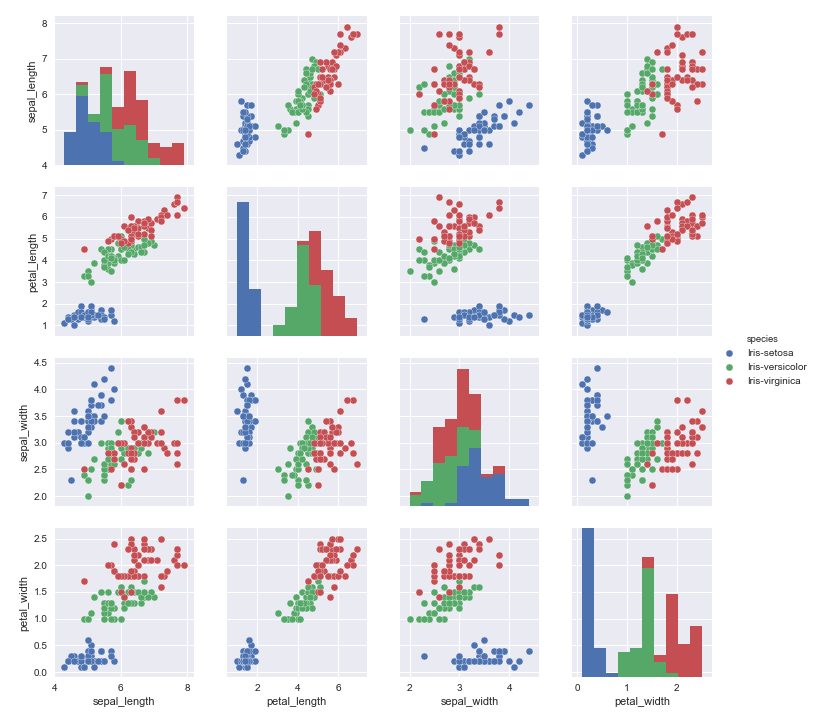 8
7
6
5
4
sepal_length
7
6
5
4
3
2
1
petal_length
species
Iris-setosa
Iris-versicolor
Iris-virginica
4.5
4.0
3.5
3.0
2.5
2.0
sepal_width
2.5
2.0
1.5
1.0
0.5
0.0
petal_width
4 6 8
2 4 6
2 3 4
0 1 2
sepal_length
petal_length
sepal_width
petal_width